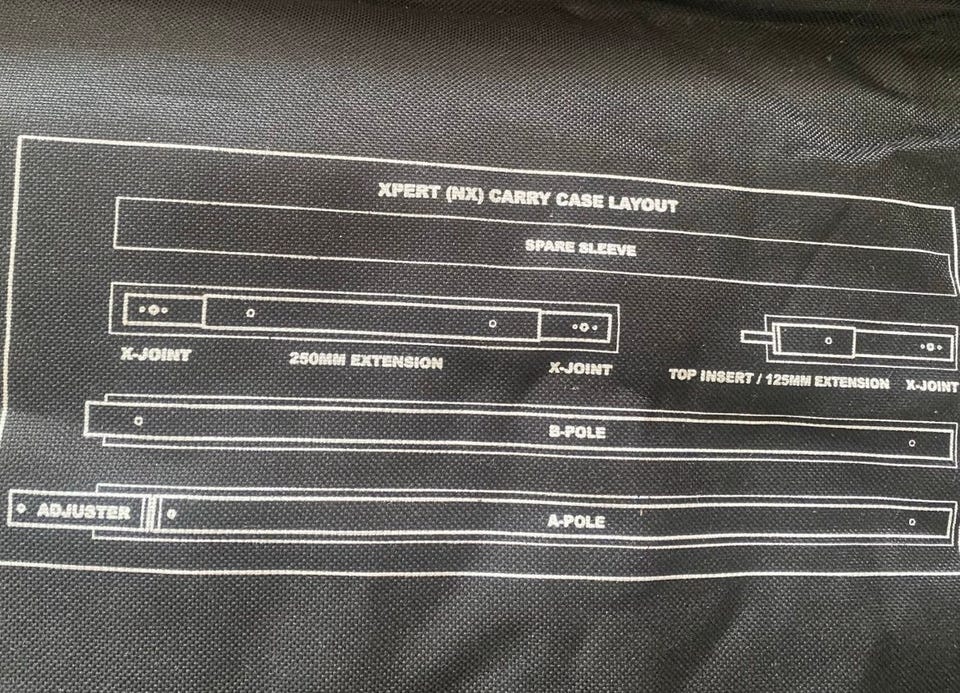 XPERT (NX) CARRY CASE LAYOUT
SPARE SLEEVE
X-JOINT
250MM EXTENSION
X-JOINT
TOP INSERT / 125MM EXTENSION
X-JOINT
B-POLE
ADJUSTER
A-POLE